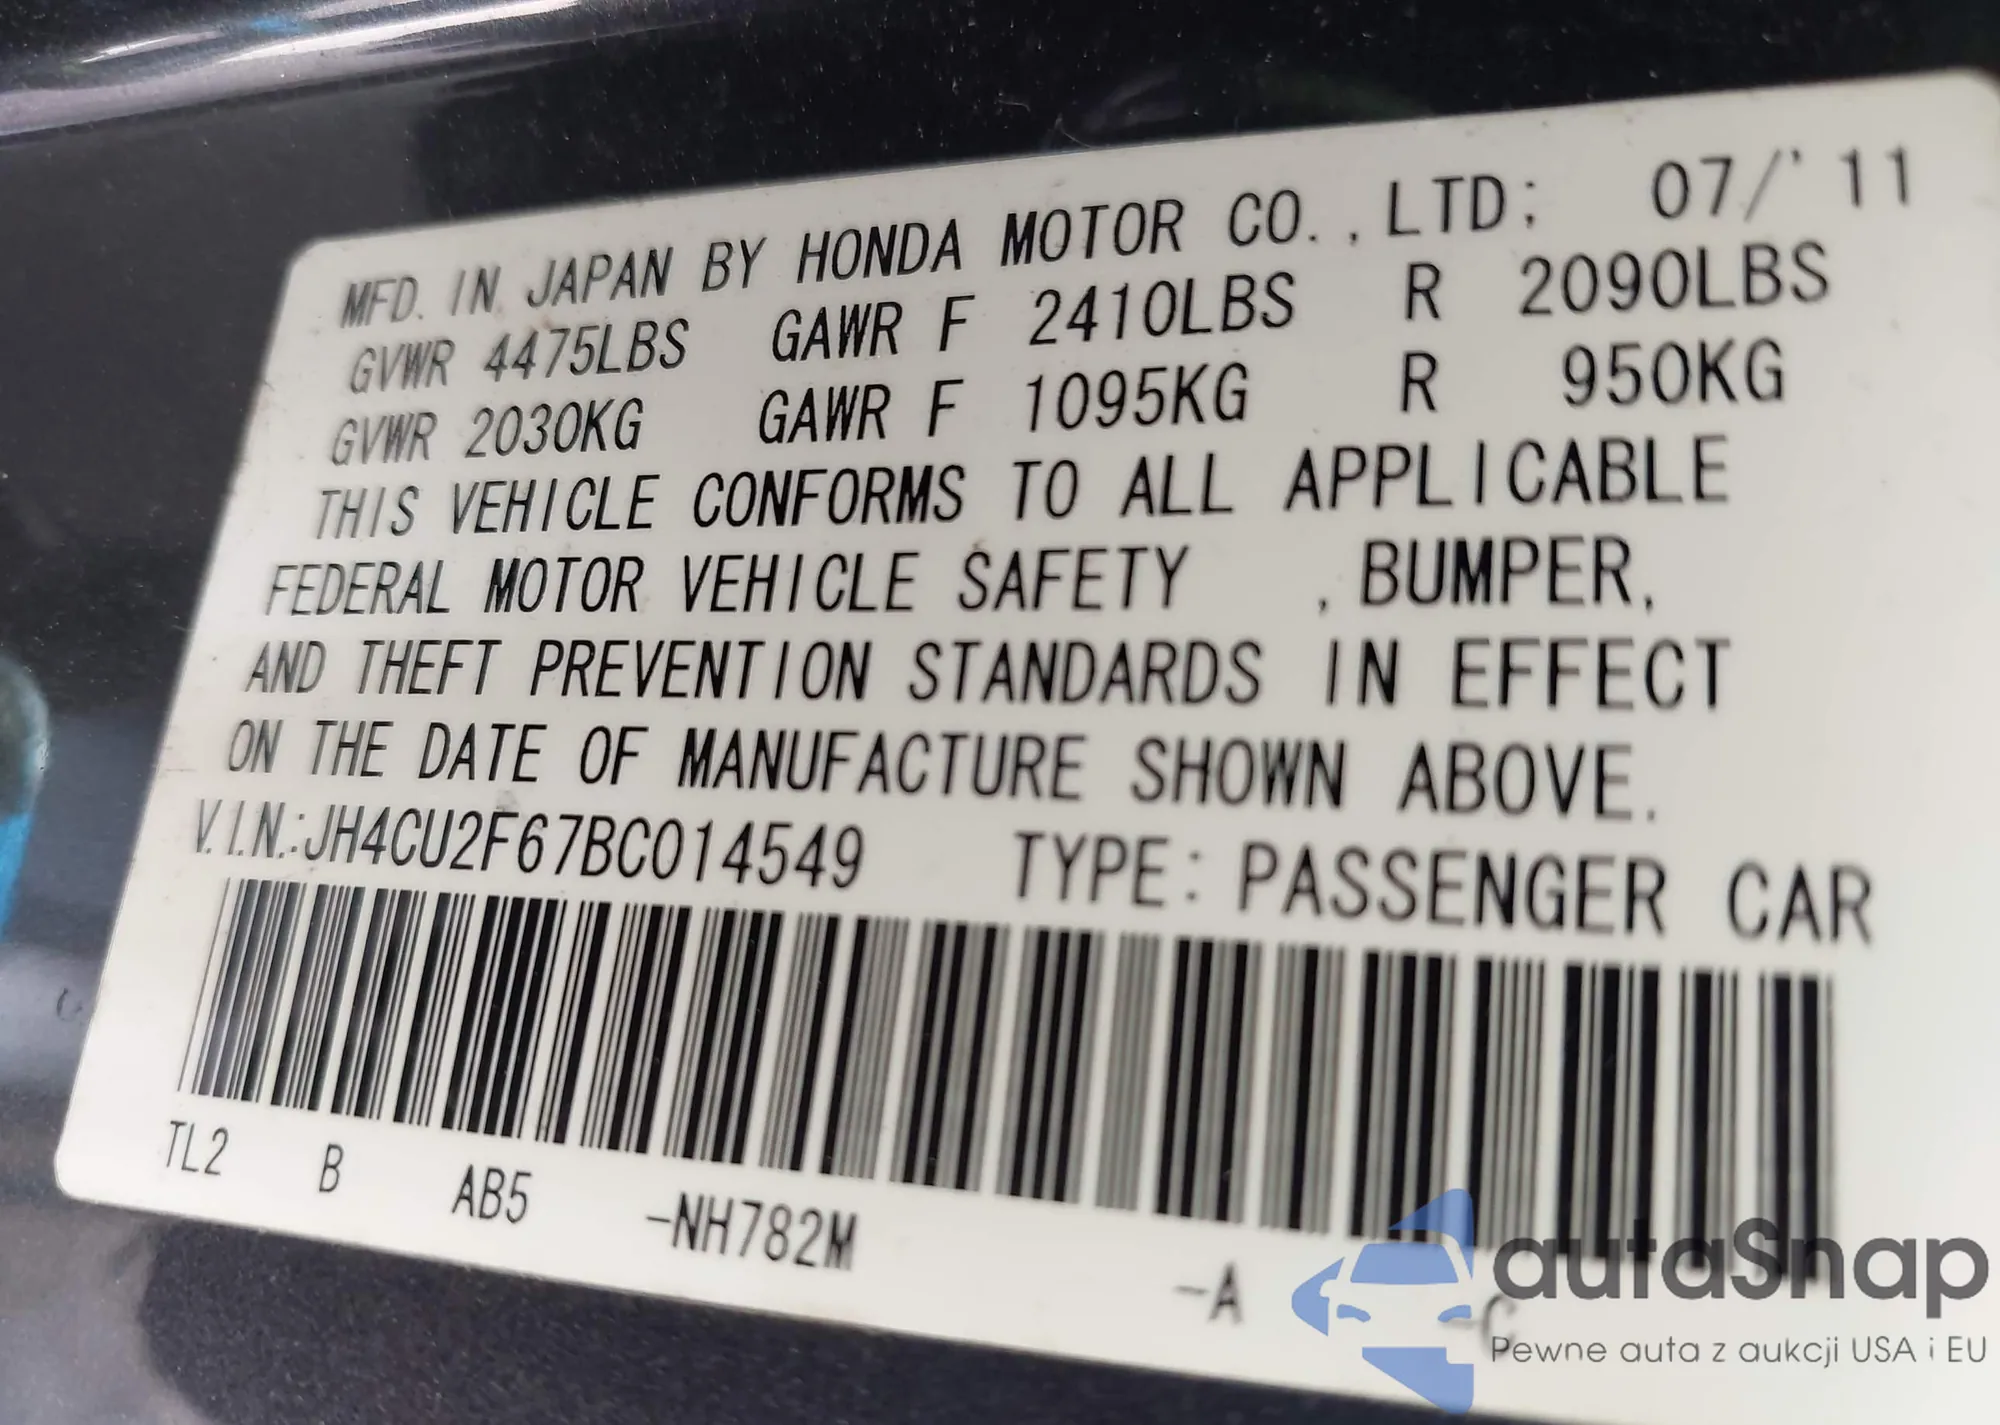 MFD. IN JAPAN BY HONDA MOTOR CO., LTD; 07/'11
GVWR 4475LBS GAWR F 2410LBS R 2090LBS
GVWR 2030KG GAWR F 1095KG R 950KG
THIS VEHICLE CONFORMS TO ALL APPLICABLE
FEDERAL MOTOR VEHICLE SAFETY , BUMPER,
AND THEFT PREVENTION STANDARDS IN EFFECT
ON THE DATE OF MANUFACTURE SHOWN ABOVE.
V.I.N.:JH4CU2F67BC014549 TYPE: PASSENGER CAR
TL2 B AB5 -NH782M -A -C
autaSnap
Pewne auta z aukcji USA i EU